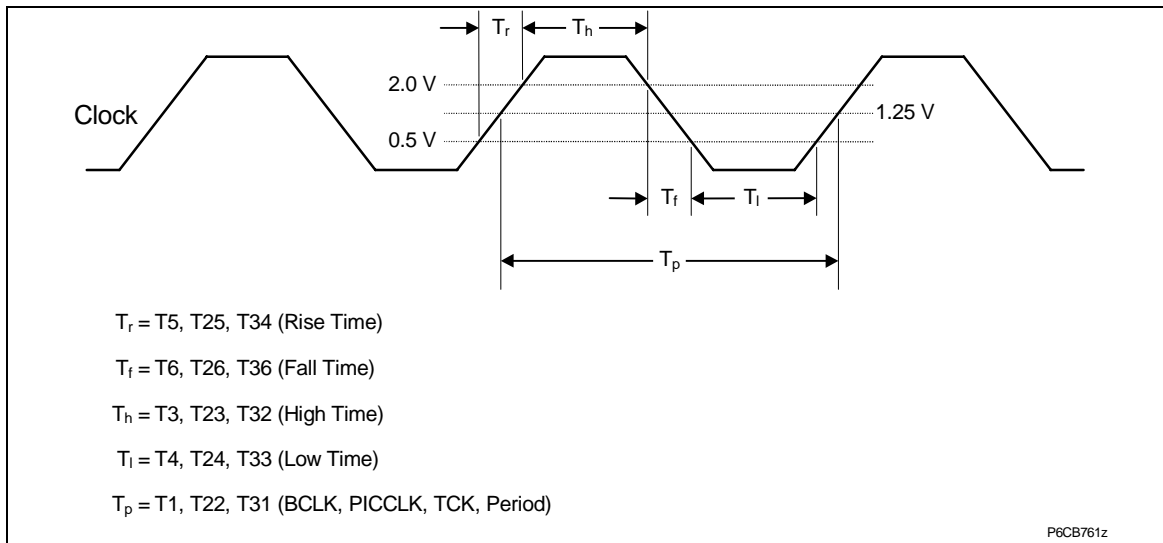 Tr Th
2.0 V
Clock
1.25 V
0.5 V
Tf Tl
Tp
Tr = T5, T25, T34 (Rise Time)
Tf = T6, T26, T36 (Fall Time)
Th = T3, T23, T32 (High Time)
Tl = T4, T24, T33 (Low Time)
Tp = T1, T22, T31 (BCLK, PICCLK, TCK, Period)
P6CB761z